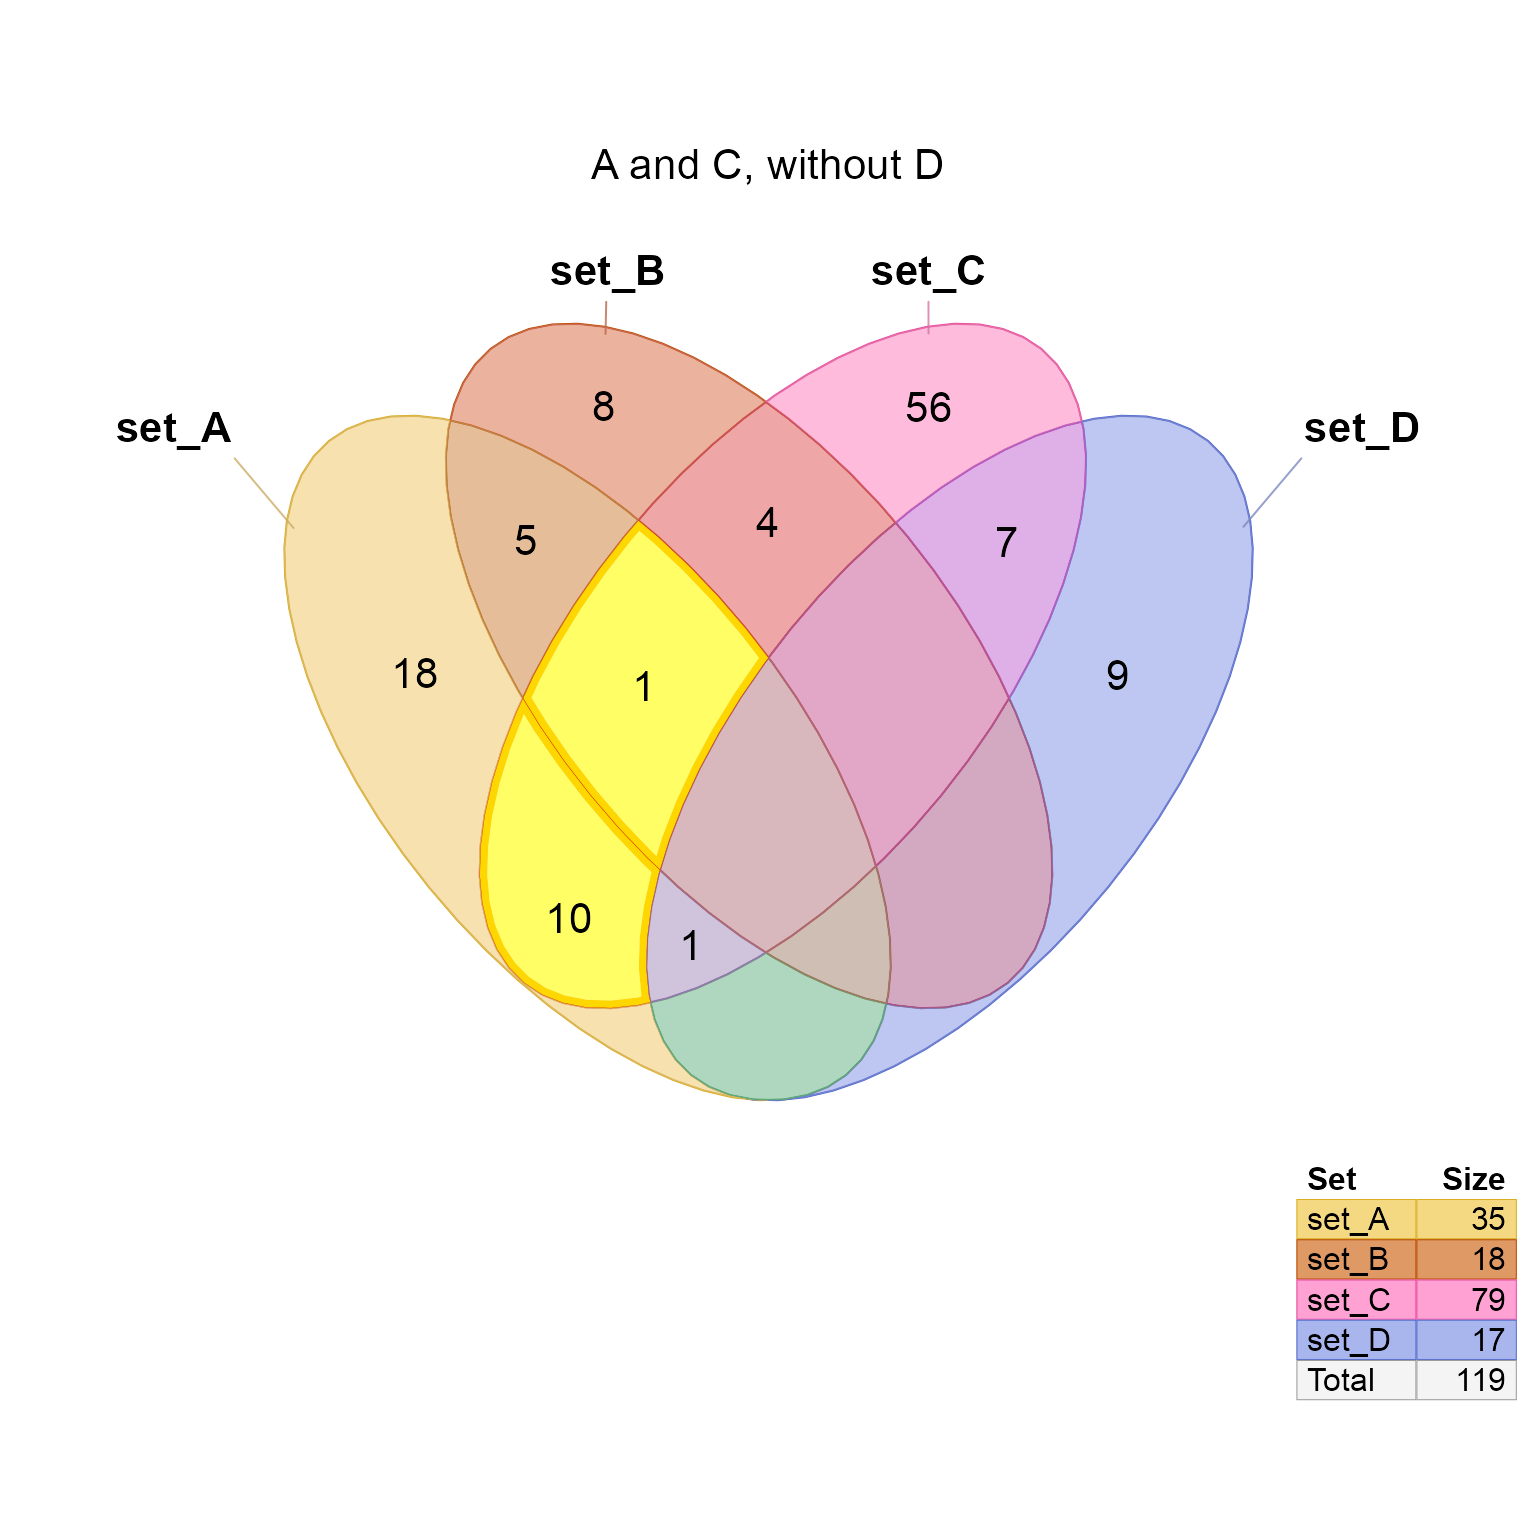 A and C, without D
set_B
set_C
set_A
set_D
8
56
5
4
7
18
1
9
10
1
Set Size
set_A 35
set_B 18
set_C 79
set_D 17
Total 119